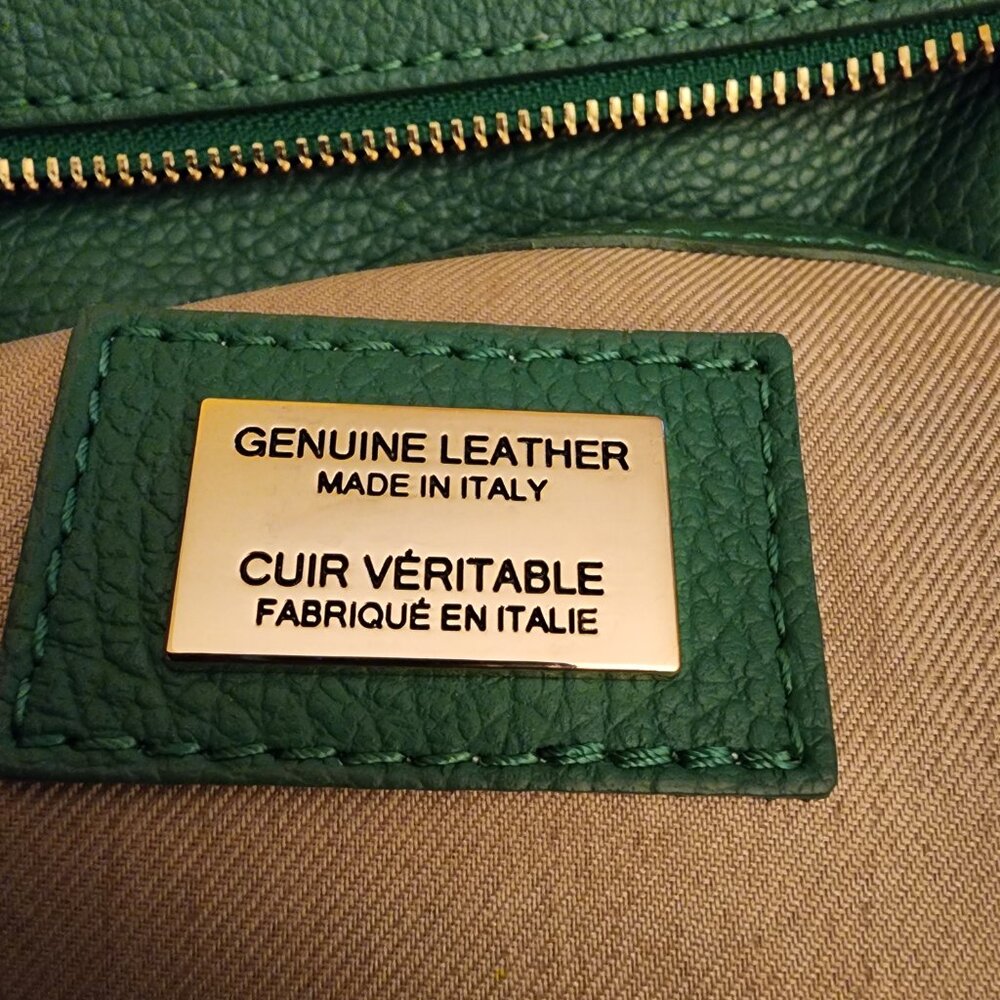 GENUINE LEATHER
MADE IN ITALY
CUIR VÉRITABLE
FABRIQUÉ EN ITALIE